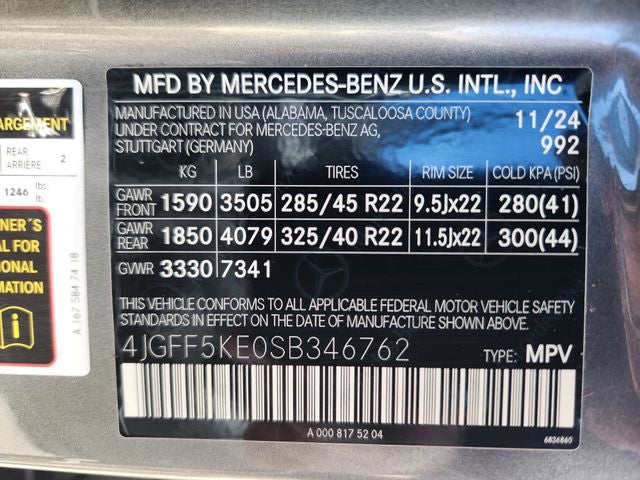 ARGEMENT
REAR
ARRIÈRE 2
1246 lbs.
lb.
NER´S
AL FOR
IONAL
MATION
A 167 584 74 18
MFD BY MERCEDES-BENZ U.S. INTL., INC
MANUFACTURED IN USA (ALABAMA, TUSCALOOSA COUNTY) 11/24
UNDER CONTRACT FOR MERCEDES-BENZ AG,
STUTTGART (GERMANY) 992
KG LB TIRES RIM SIZE COLD KPA (PSI)
GAWR FRONT 1590 3505 285/45 R22 9.5Jx22 280(41)
GAWR REAR 1850 4079 325/40 R22 11.5Jx22 300(44)
GVWR 3330 7341
THIS VEHICLE CONFORMS TO ALL APPLICABLE FEDERAL MOTOR VEHICLE SAFETY
STANDARDS IN EFFECT ON THE DATE OF MANUFACTURE SHOWN ABOVE.
4JGFF5KE0SB346762 TYPE: MPV
A 000 817 52 04
6836860